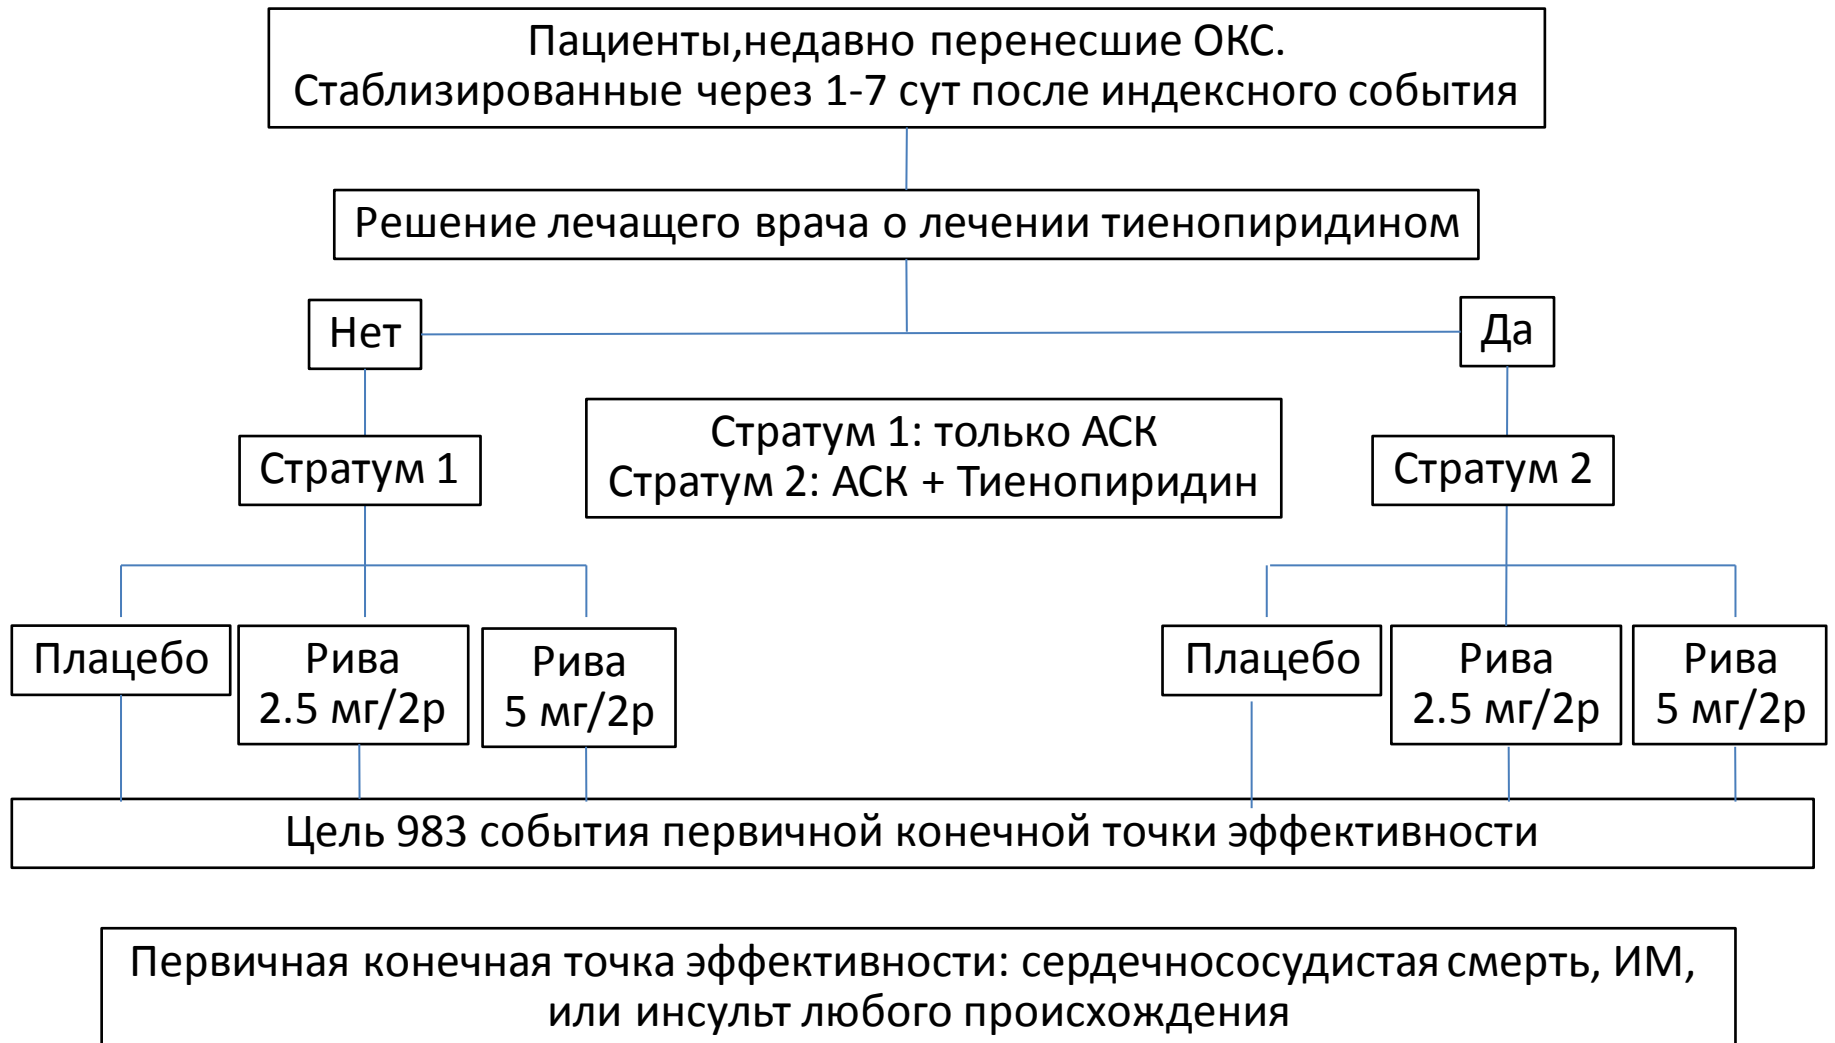 Пациенты,недавно перенесшие ОКС.
Стаблизированные через 1-7 сут после индексного события
Решение лечащего врача о лечении тиенопиридином
Нет
Да
Стратум 1: только АСК
Стратум 2: АСК + Тиенопиридин
Стратум 1
Стратум 2
Плацебо
Рива
2.5 мг/2р
Рива
5 мг/2р
Плацебо
Рива
2.5 мг/2р
Рива
5 мг/2р
Цель 983 события первичной конечной точки эффективности
Первичная конечная точка эффективности: сердечнососудистая смерть, ИМ,
или инсульт любого происхождения